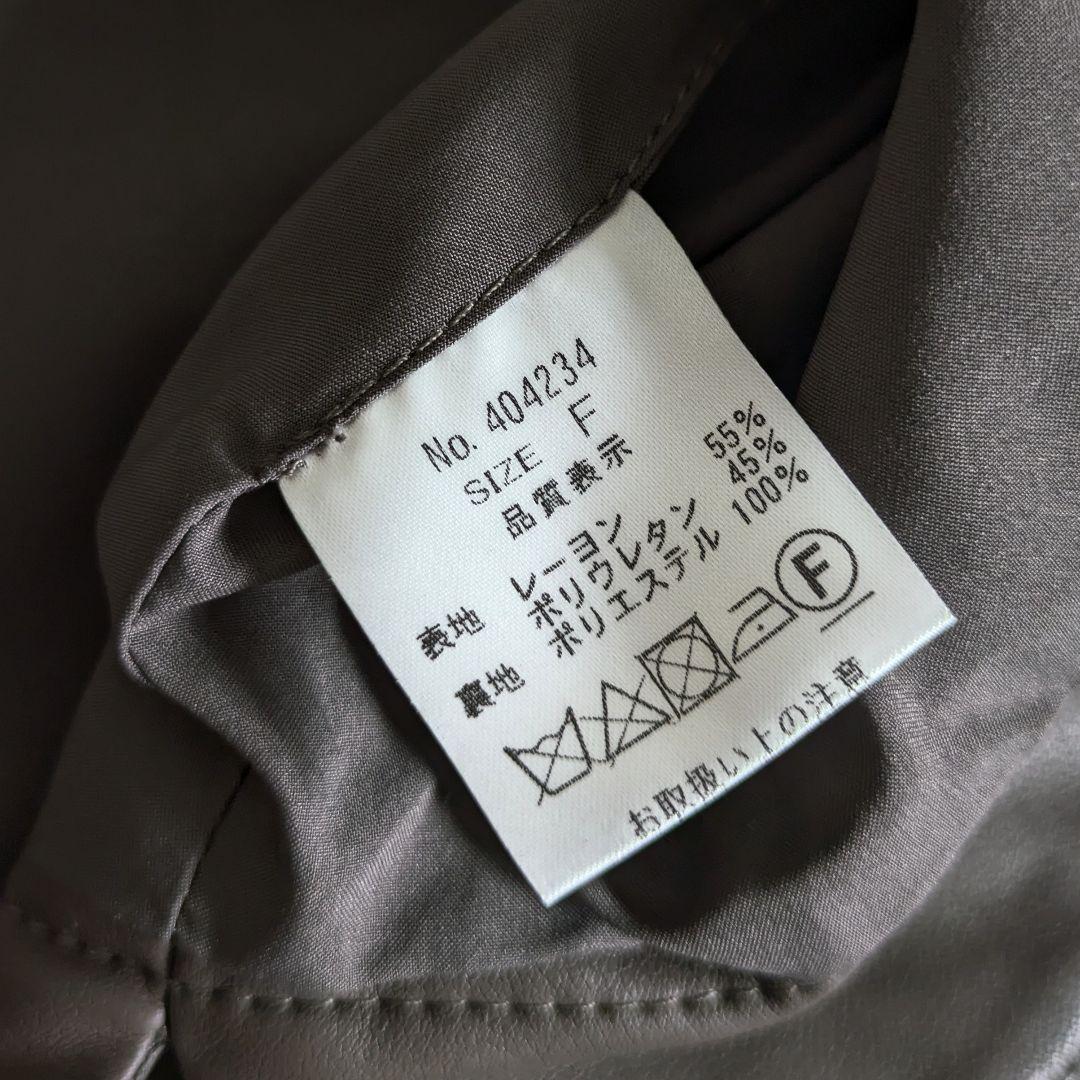 No. 404234
SIZE F
品質表示
表地 レーヨン 55%
ポリウレタン 45%
裏地 ポリエステル 100%
F
お取扱い上の注意